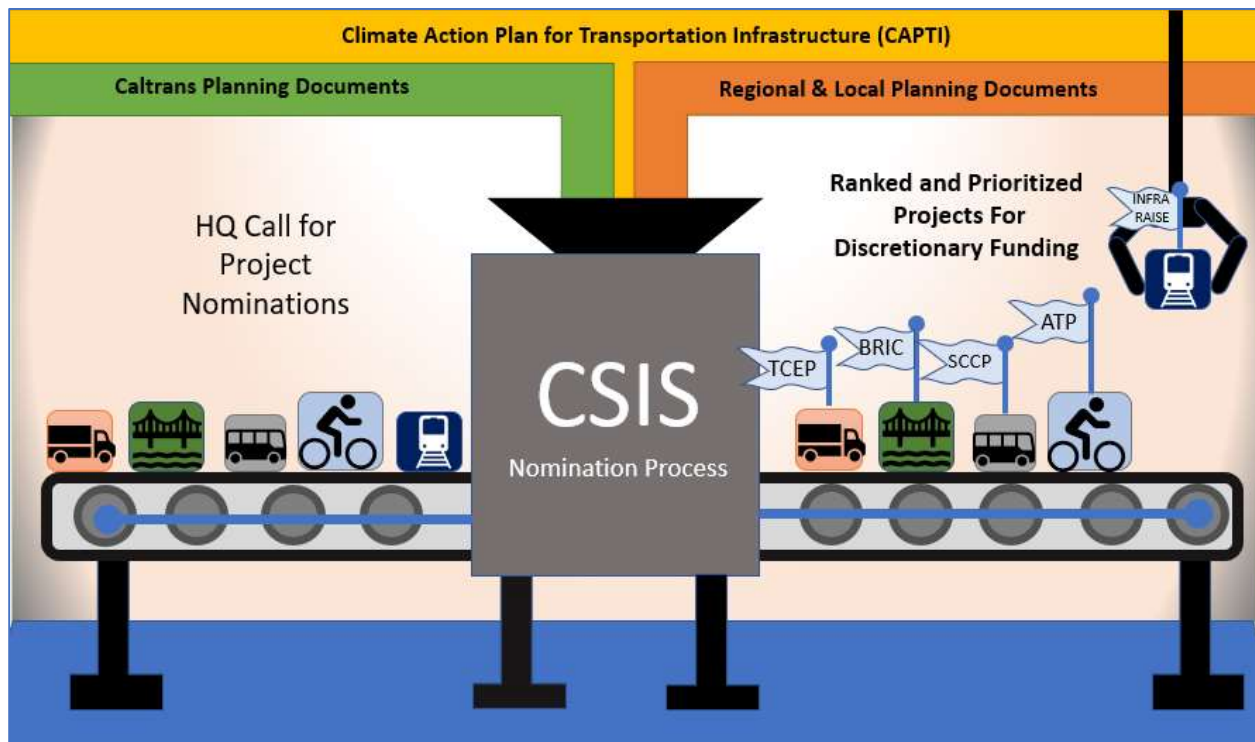 Climate Action Plan for Transportation Infrastructure (CAPTI)
Caltrans Planning Documents
Regional & Local Planning Documents
HQ Call for
Project
Nominations
Ranked and Prioritized
Projects For
Discretionary Funding
INFRA
RAISE
CSIS
Nomination Process
TCEP
BRIC
SCCP
ATP